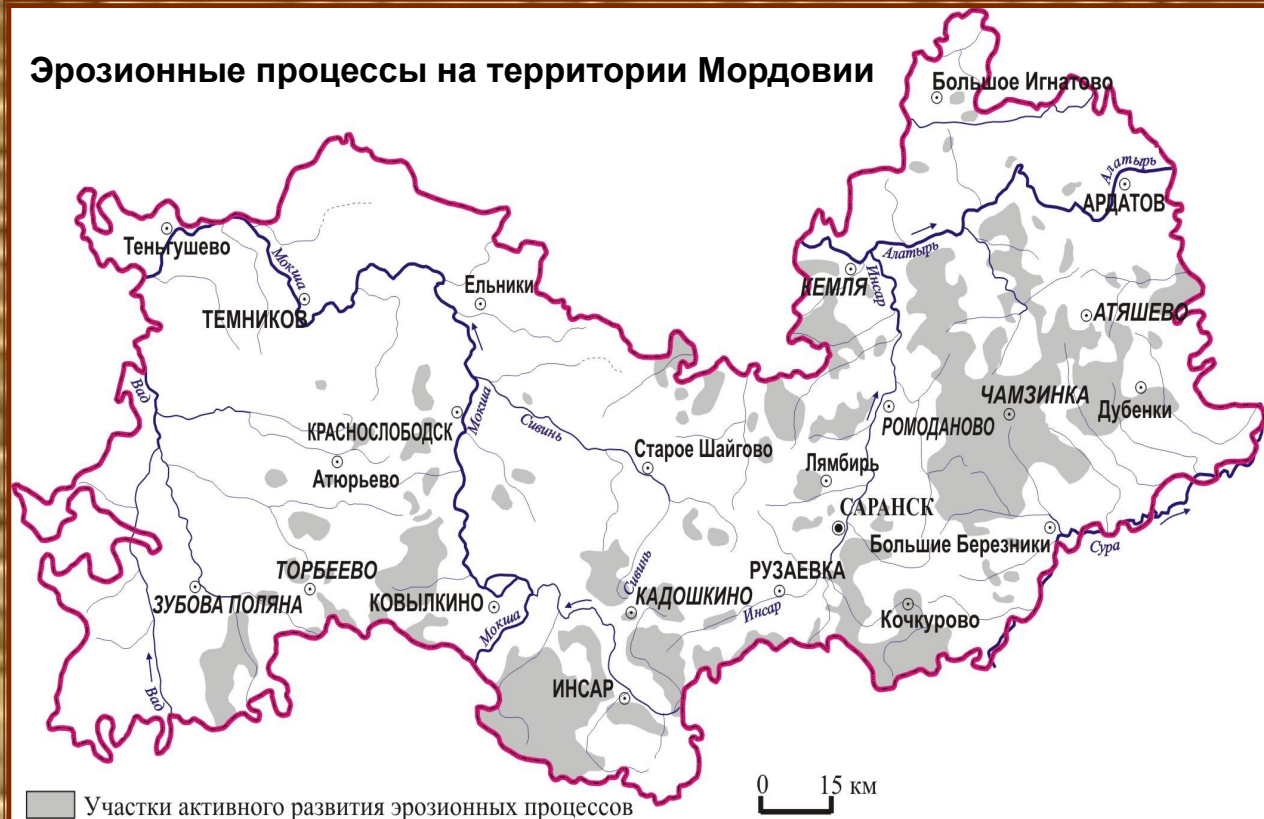 Эрозионные процессы на территории Мордовии
Большое Игнатово
Алатырь
АРДАТОВ
Теньгушево
Мокша
ТЕМНИКОВ
Ельники
Алатырь
КЕМЛЯ
Инсар
АТЯШЕВО
Вад
КРАСНОСЛОБОДСК
Мокша
Сивинь
ЧАМЗИНКА
Дубенки
РОМОДАНОВО
Атюрьево
Старое Шайгово
Лямбирь
САРАНСК
Большие Березники
Сура
ТОРБЕЕВО
ЗУБОВА ПОЛЯНА
КОВЫЛКИНО
Мокша
Сивинь
КАДОШКИНО
РУЗАЕВКА
Инсар
Кочкурово
Вад
ИНСАР
Участки активного развития эрозионных процессов
0 15 км